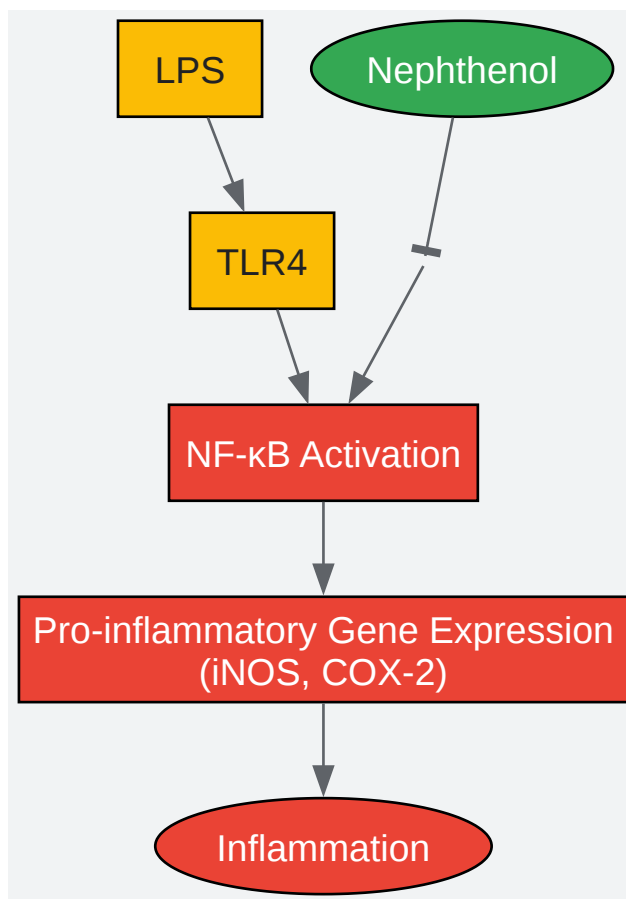 LPS
Nephthenol
TLR4
NF-κB Activation
Pro-inflammatory Gene Expression
(iNOS, COX-2)
Inflammation